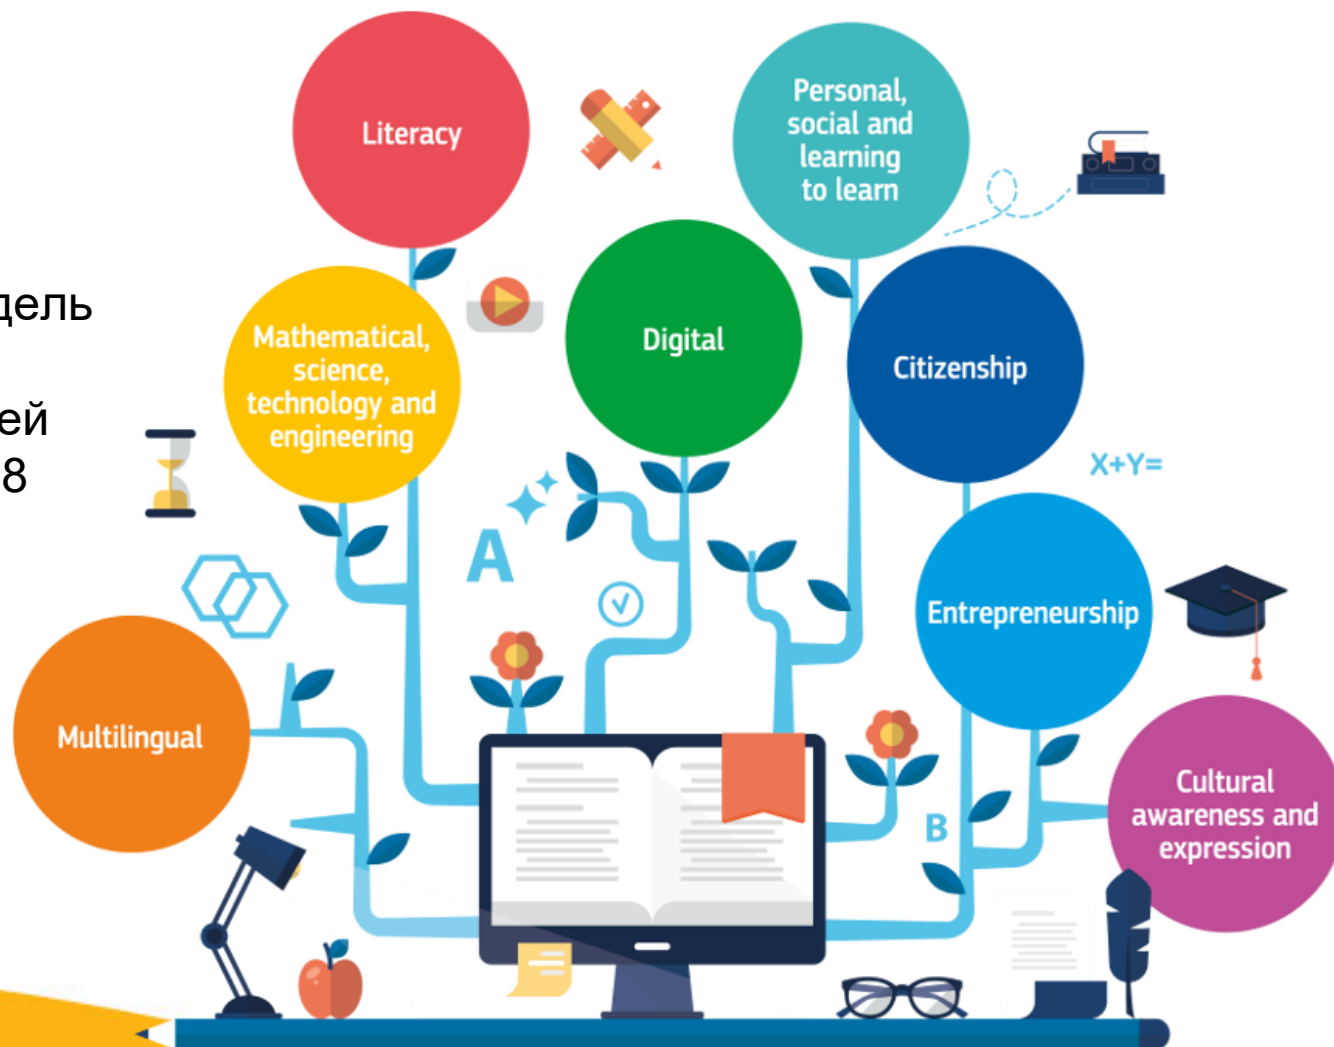 Literacy
Personal,
social and
learning
to learn
дель
ей
8
Mathematical,
science,
technology and
engineering
Digital
Citizenship
X+Y=
A
Entrepreneurship
Multilingual
B
Cultural
awareness and
expression